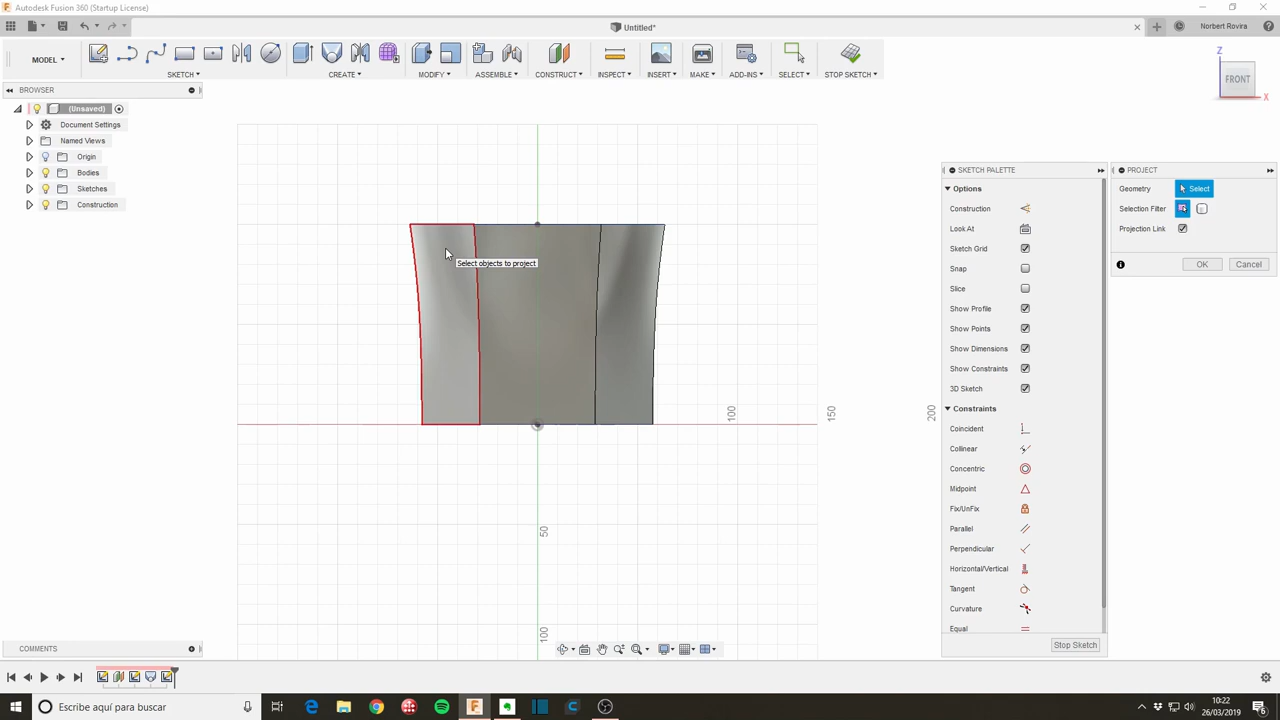 Autodesk Fusion 360 (Startup License)
Untitled*
Norbert Rovira
MODEL
SKETCH
CREATE
MODIFY
ASSEMBLE
CONSTRUCT
INSPECT
INSERT
MAKE
ADD-INS
SELECT
STOP SKETCH
BROWSER
(Unsaved)
Document Settings
Named Views
Origin
Bodies
Sketches
Construction
Z
FRONT
X
SKETCH PALETTE
Options
Construction
Look At
Sketch Grid
Snap
Slice
Show Profile
Show Points
Show Dimensions
Show Constraints
3D Sketch
Constraints
Coincident
Collinear
Concentric
Midpoint
Fix/UnFix
Parallel
Perpendicular
Horizontal/Vertical
Tangent
Curvature
Equal
Stop Sketch
PROJECT
Geometry
Select
Selection Filter
Projection Link
OK
Cancel
Select objects to project
100
150
200
50
100
COMMENTS
Escribe aquí para buscar
10:22
26/03/2019
6